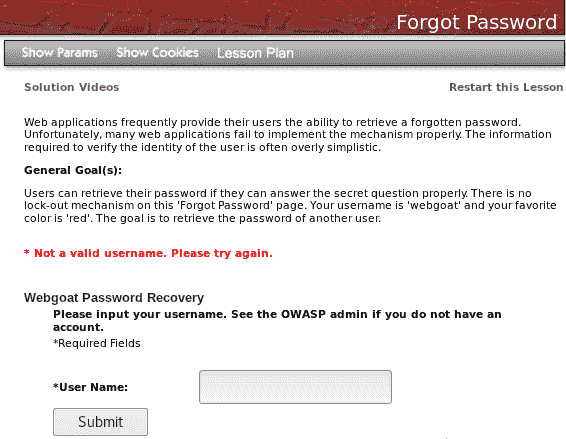 Forgot Password
Show Params Show Cookies Lesson Plan
Solution Videos Restart this Lesson
Web applications frequently provide their users the ability to retrieve a forgotten password.
Unfortunately, many web applications fail to implement the mechanism properly. The information
required to verify the identity of the user is often overly simplistic.
General Goal(s):
Users can retrieve their password if they can answer the secret question properly. There is no
lock-out mechanism on this 'Forgot Password' page. Your username is 'webgoat' and your favorite
color is 'red'. The goal is to retrieve the password of another user.
* Not a valid username. Please try again.
Webgoat Password Recovery
Please input your username. See the OWASP admin if you do not have an
account.
*Required Fields
*User Name:
Submit